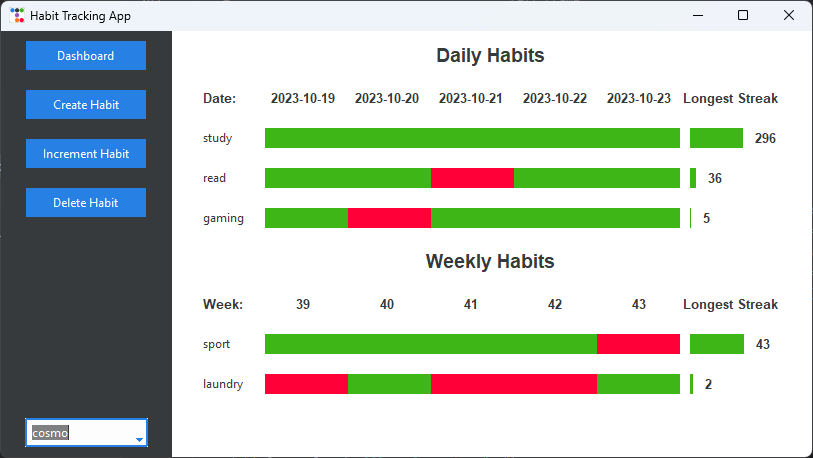 Habit Tracking App
Dashboard
Create Habit
Increment Habit
Delete Habit
cosmo
Daily Habits
Date: 2023-10-19 2023-10-20 2023-10-21 2023-10-22 2023-10-23 Longest Streak
study 296
read 36
gaming 5
Weekly Habits
Week: 39 40 41 42 43 Longest Streak
sport 43
laundry 2